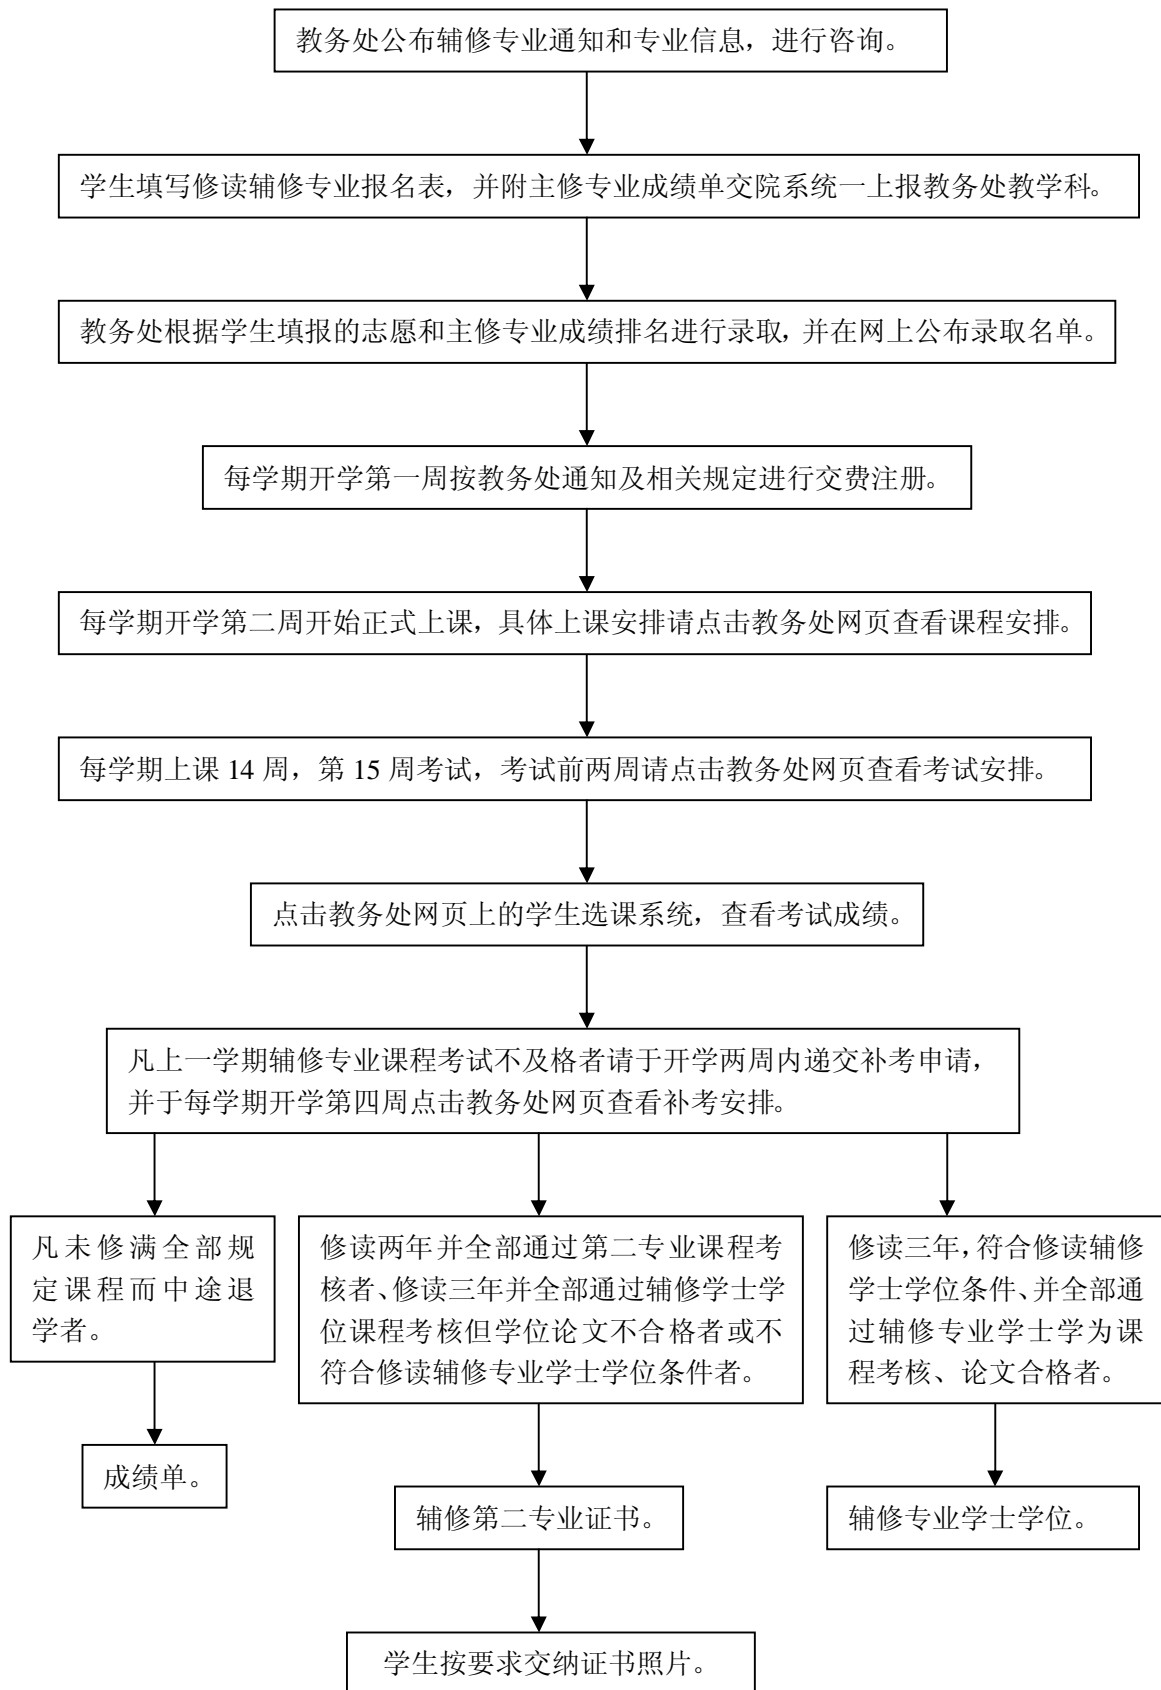 教务处公布辅修专业通知和专业信息，进行咨询。
学生填写修读辅修专业报名表，并附主修专业成绩单交院系统一上报教务处教学科。
教务处根据学生填报的志愿和主修专业成绩排名进行录取，并在网上公布录取名单。
每学期开学第一周按教务处通知及相关规定进行交费注册。
每学期开学第二周开始正式上课，具体上课安排请点击教务处网页查看课程安排。
每学期上课 14 周，第 15 周考试，考试前两周请点击教务处网页查看考试安排。
点击教务处网页上的学生选课系统，查看考试成绩。
凡上一学期辅修专业课程考试不及格者请于开学两周内递交补考申请，
并于每学期开学第四周点击教务处网页查看补考安排。
凡未修满全部规
定课程而中途退
学者。
修读两年并全部通过第二专业课程考
核者、修读三年并全部通过辅修学士学
位课程考核但学位论文不合格者或不
符合修读辅修专业学士学位条件者。
修读三年，符合修读辅修
学士学位条件、并全部通
过辅修专业学士学为课
程考核、论文合格者。
成绩单。
辅修第二专业证书。
辅修专业学士学位。
学生按要求交纳证书照片。